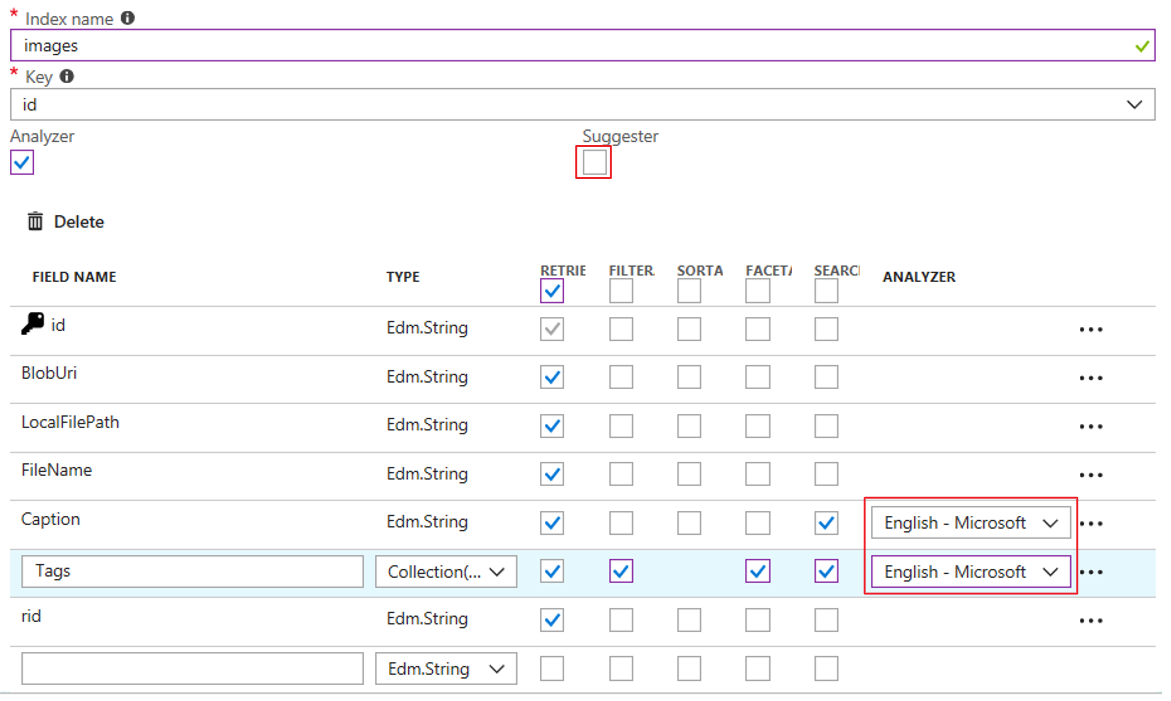 * Index name
images
* Key
id
Analyzer Suggester
Delete
FIELD NAME TYPE RETRIE FILTER. SORTA FACETA SEARC ANALYZER
id Edm.String ...
BlobUri Edm.String ...
LocalFilePath Edm.String ...
FileName Edm.String ...
Caption Edm.String English - Microsoft ...
Tags Collection(... English - Microsoft ...
rid Edm.String ...
Edm.String